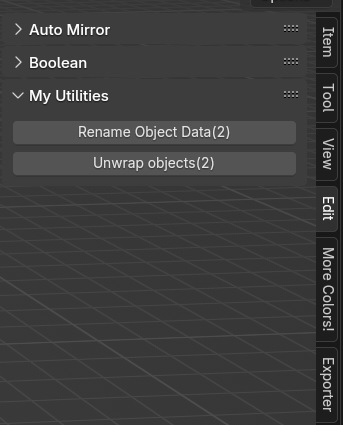 Auto Mirror
Boolean
My Utilities
Rename Object Data(2)
Unwrap objects(2)
Item
Tool
View
Edit
More Colors!
Exporter